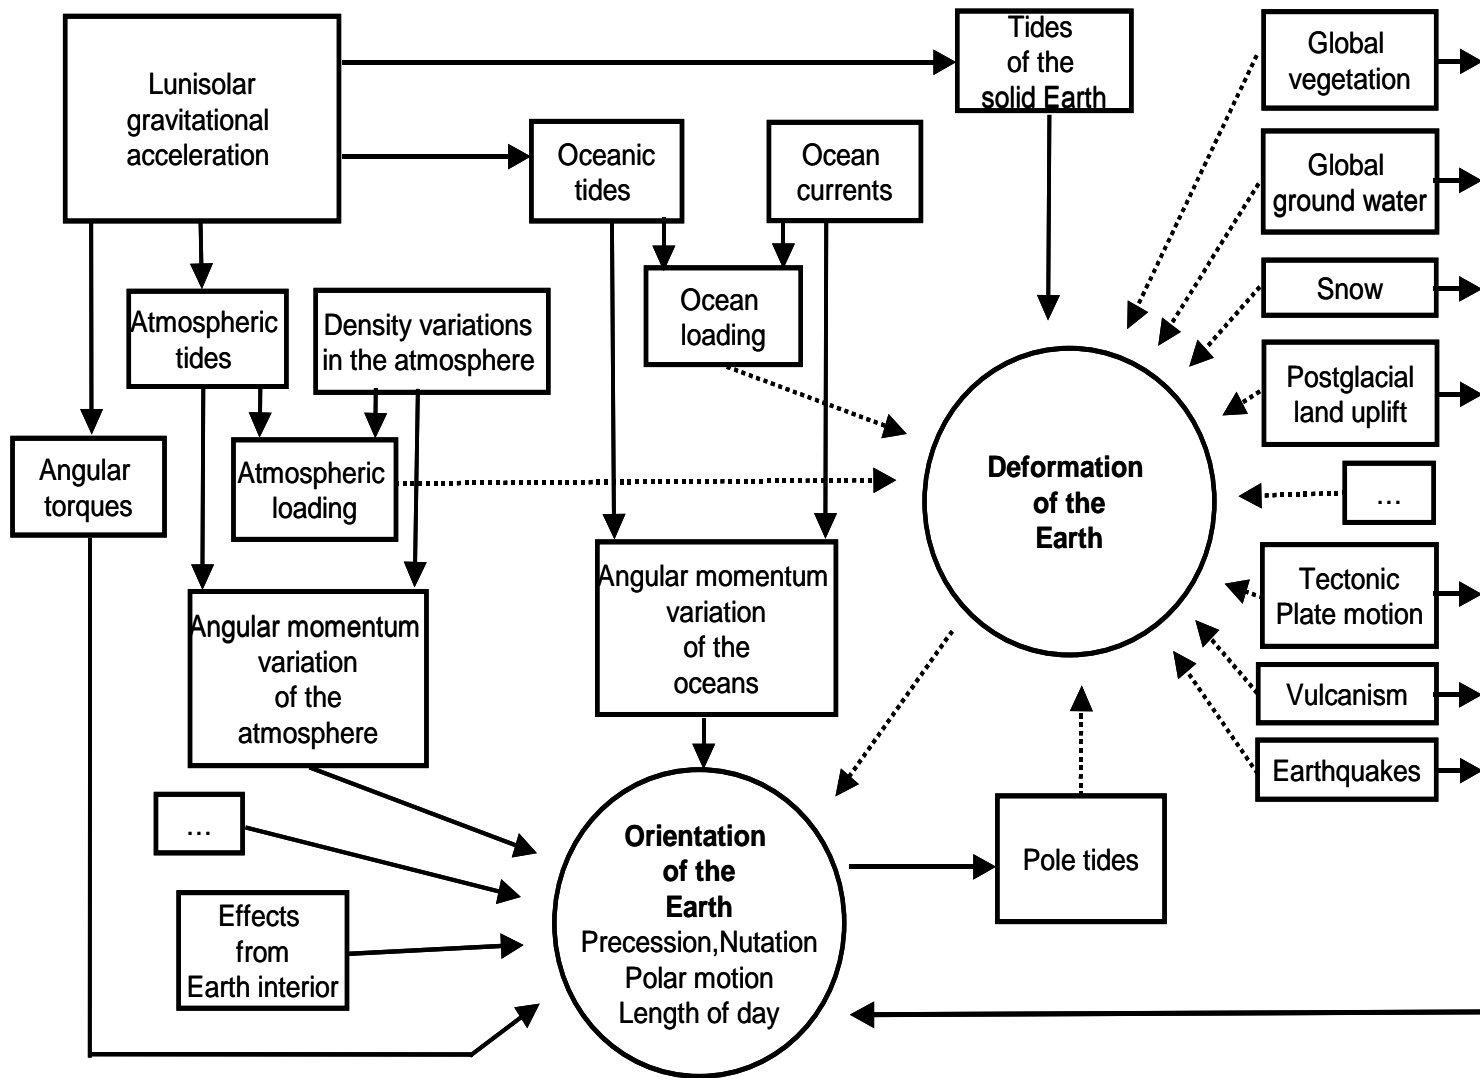 Lunisolar
gravitational
acceleration
Tides
of the
solid Earth
Global
vegetation
Oceanic
tides
Ocean
currents
Global
ground water
Snow
Atmospheric
tides
Density variations
in the atmosphere
Ocean
loading
Postglacial
land uplift
Angular
torques
Atmospheric
loading
Deformation
of the
Earth
...
Angular momentum
variation
of the
atmosphere
Angular momentum
variation
of the
oceans
Tectonic
Plate motion
Vulcanism
Earthquakes
...
Effects
from
Earth interior
Orientation
of the
Earth
Precession,Nutation
Polar motion
Length of day
Pole tides